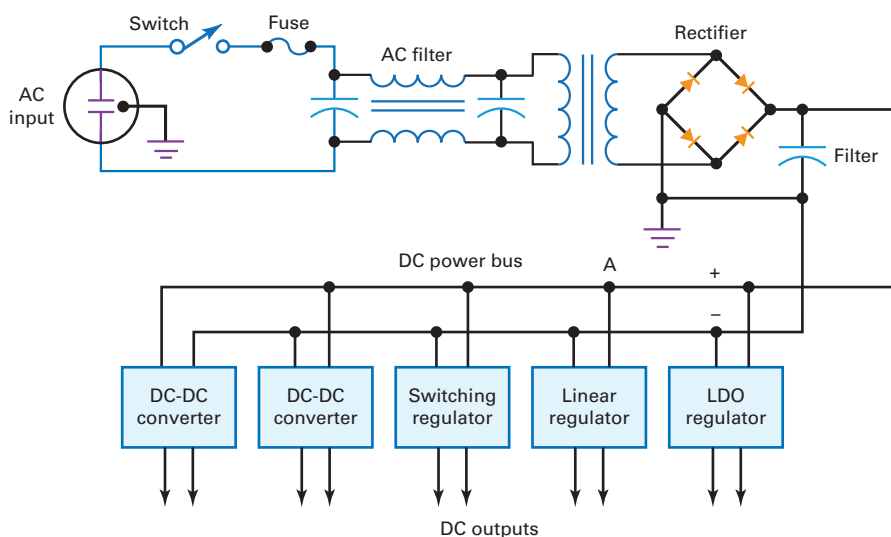 Switch
Fuse
AC filter
Rectifier
AC
input
Filter
DC power bus
A
+
−
DC-DC
converter
DC-DC
converter
Switching
regulator
Linear
regulator
LDO
regulator
DC outputs